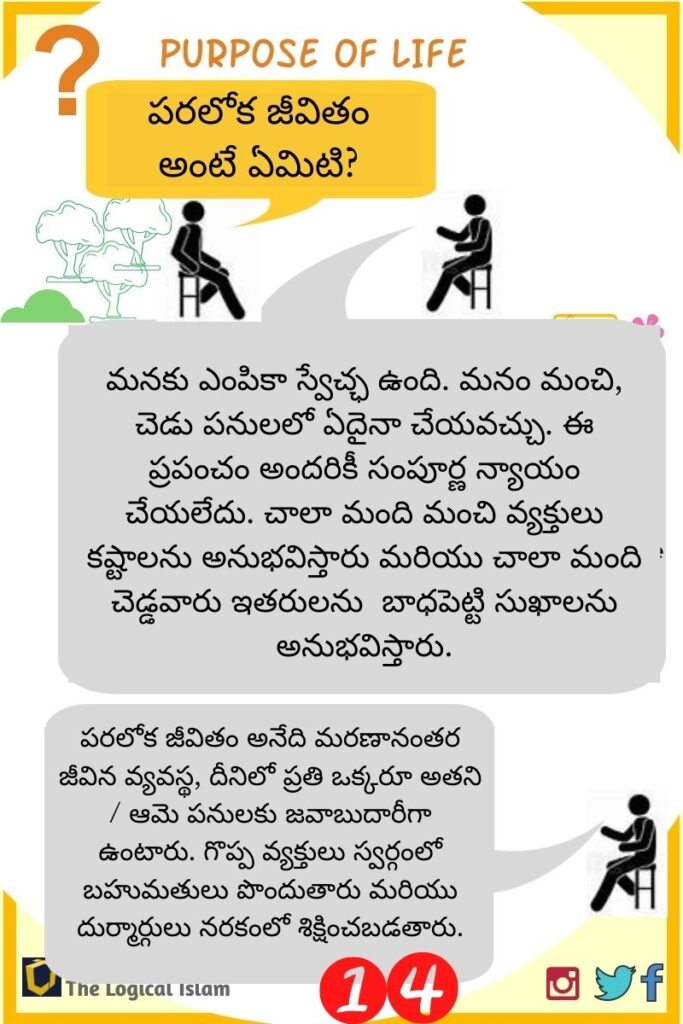 ?
PURPOSE OF LIFE
పరలోక జీవితం
అంటే ఏమిటి?
మనకు ఎంపికా స్వేచ్ఛ ఉంది. మనం మంచి,
చెడు పనులలో ఏదైనా చేయవచ్చు. ఈ
ప్రపంచం అందరికీ సంపూర్ణ న్యాయం
చేయలేదు. చాలా మంది మంచి వ్యక్తులు
కష్టాలను అనుభవిస్తారు మరియు చాలా మంది
చెడ్డవారు ఇతరులను బాధపెట్టి సుఖాలను
అనుభవిస్తారు.
పరలోక జీవితం అనేది మరణానంతర
జీవిన వ్యవస్థ, దీనిలో ప్రతి ఒక్కరూ అతని
/ ఆమె పనులకు జవాబుదారీగా
ఉంటారు. గొప్ప వ్యక్తులు స్వర్గంలో
బహుమతులు పొందుతారు మరియు
దుర్మార్గులు నరకంలో శిక్షించబడతారు.
The Logical Islam
14